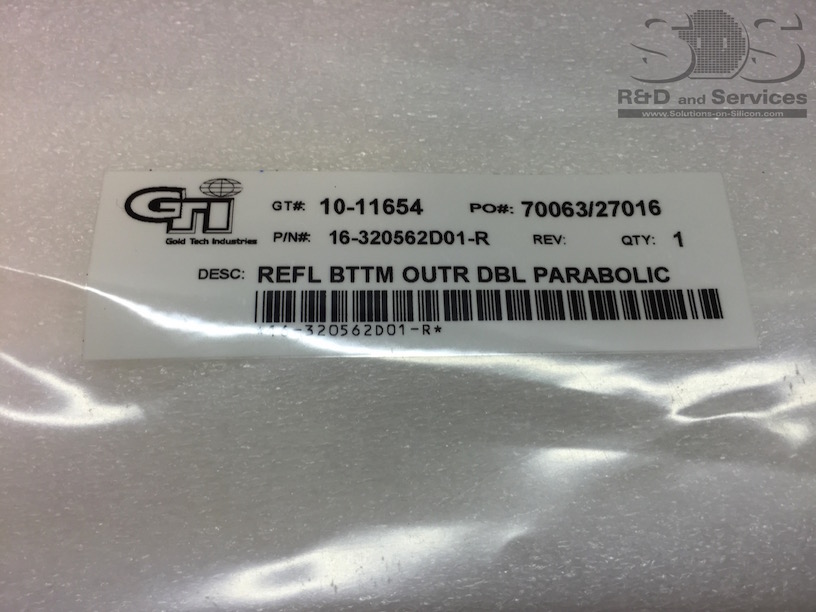 SDS
R&D and Services
www.Solutions-on-Silicon.com
GTI
Gold Tech Industries
GT#: 10-11654 PO#: 70063/27016
P/N#: 16-320562D01-R REV: QTY: 1
DESC: REFL BTTM OUTR DBL PARABOLIC
*16-320562D01-R*